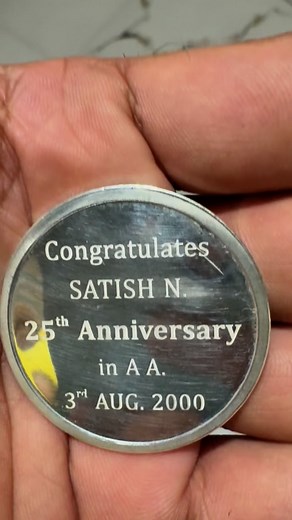 Congratulates
SATISH N.
25th Anniversary
in A A.
3rd AUG. 2000